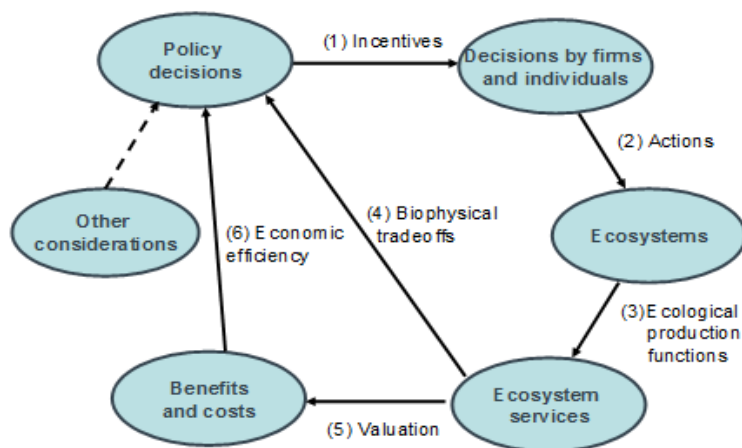 Policy
decisions
(1) Incentives
Decisions by firms
and individuals
(2) Actions
Other
considerations
(6) Economic
efficiency
(4) Biophysical
tradeoffs
Ecosystems
(3)Ecological
production
functions
Benefits
and costs
(5) Valuation
Ecosystem
services